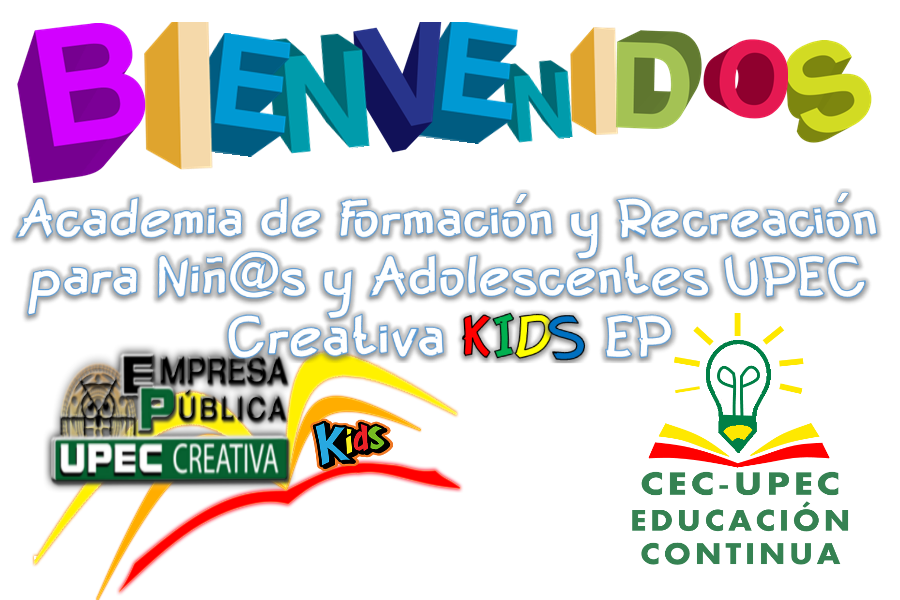 BIENVENIDOS
Academia de Formación y Recreación
para Niñ@s y Adolescentes UPEC
Creativa KIDS EP
EMPRESA
PÚBLICA
UPEC CREATIVA
Kids
CEC-UPEC
EDUCACIÓN
CONTINUA